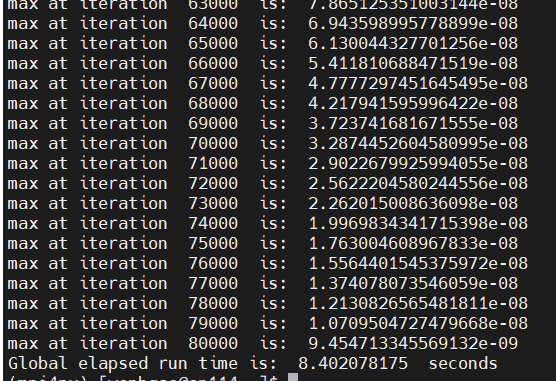 max at iteration  63000  is:  7.865125351003144e-08
max at iteration  64000  is:  6.943598995778899e-08
max at iteration  65000  is:  6.130044327701256e-08
max at iteration  66000  is:  5.411810688471519e-08
max at iteration  67000  is:  4.7777297451645495e-08
max at iteration  68000  is:  4.217941595996422e-08
max at iteration  69000  is:  3.723741681671555e-08
max at iteration  70000  is:  3.2874452604580995e-08
max at iteration  71000  is:  2.9022679925994055e-08
max at iteration  72000  is:  2.5622204580244556e-08
max at iteration  73000  is:  2.262015008636098e-08
max at iteration  74000  is:  1.9969834341715398e-08
max at iteration  75000  is:  1.763004608967833e-08
max at iteration  76000  is:  1.5564401545375972e-08
max at iteration  77000  is:  1.374078073546059e-08
max at iteration  78000  is:  1.2130826565481811e-08
max at iteration  79000  is:  1.0709504727479668e-08
max at iteration  80000  is:  9.454713345569132e-09
Global elapsed run time is:  8.402078175  seconds